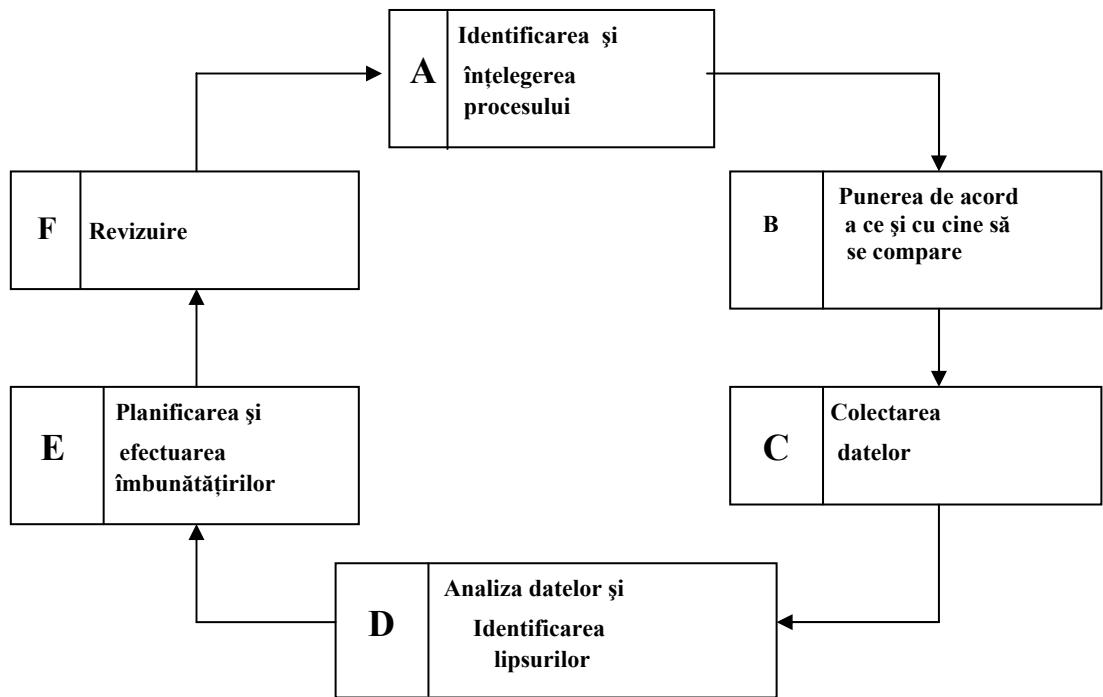 A
Identificarea şi
înțelegerea
procesului
B
Punerea de acord
a ce şi cu cine să
se compare
C
Colectarea
datelor
D
Analiza datelor şi
Identificarea
lipsurilor
E
Planificarea şi
efectuarea
îmbunătățirilor
F
Revizuire